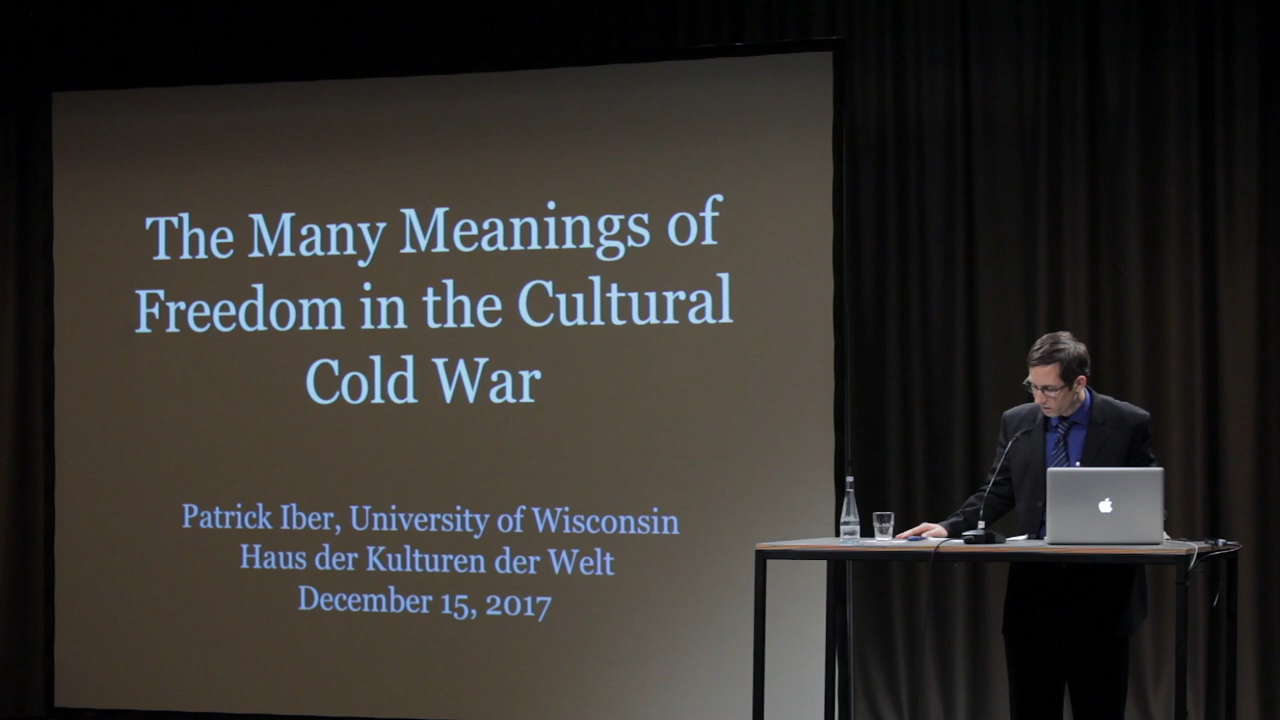 The Many Meanings of
Freedom in the Cultural
Cold War
Patrick Iber, University of Wisconsin
Haus der Kulturen der Welt
December 15, 2017